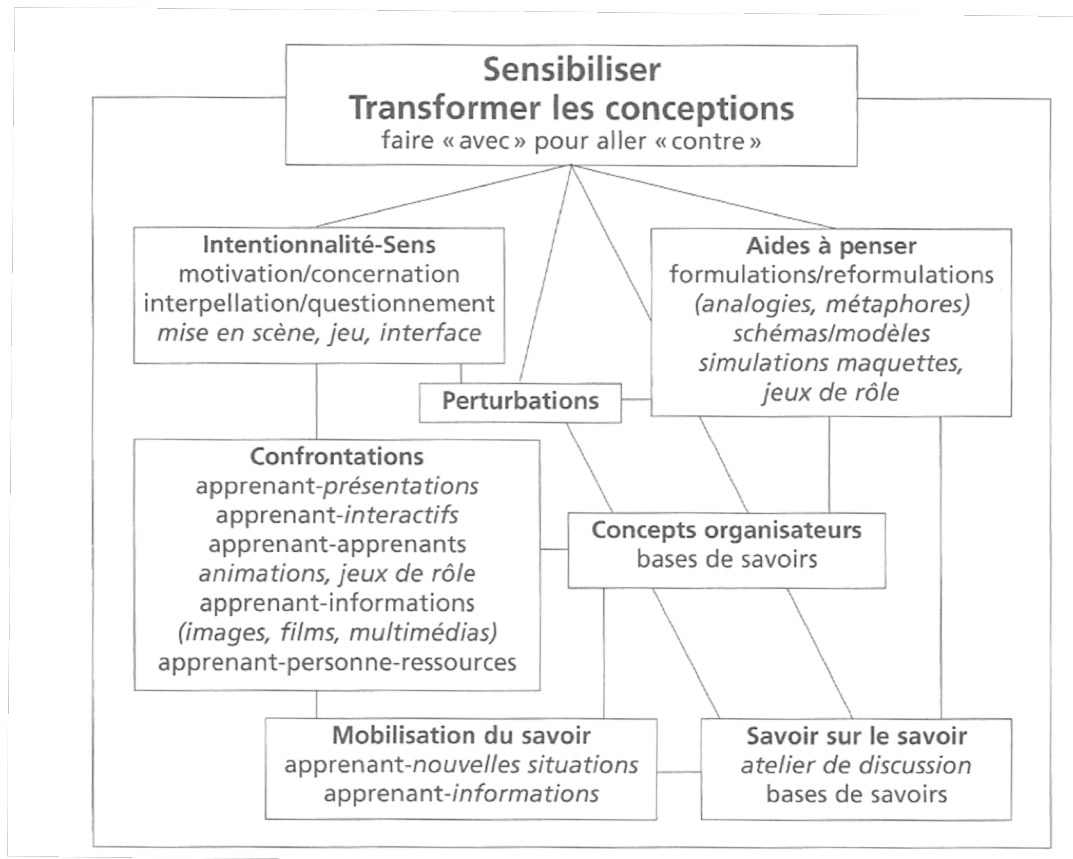 Sensibiliser
Transformer les conceptions
faire « avec » pour aller « contre »
Intentionnalité-Sens
motivation/concernation
interpellation/questionnement
mise en scène, jeu, interface
Aides à penser
formulations/reformulations
(analogies, métaphores)
schémas/modèles
simulations maquettes,
jeux de rôle
Perturbations
Confrontations
apprenant-présentations
apprenant-interactifs
apprenant-apprenants
animations, jeux de rôle
apprenant-informations
(images, films, multimédias)
apprenant-personne-ressources
Concepts organisateurs
bases de savoirs
Mobilisation du savoir
apprenant-nouvelles situations
apprenant-informations
Savoir sur le savoir
atelier de discussion
bases de savoirs